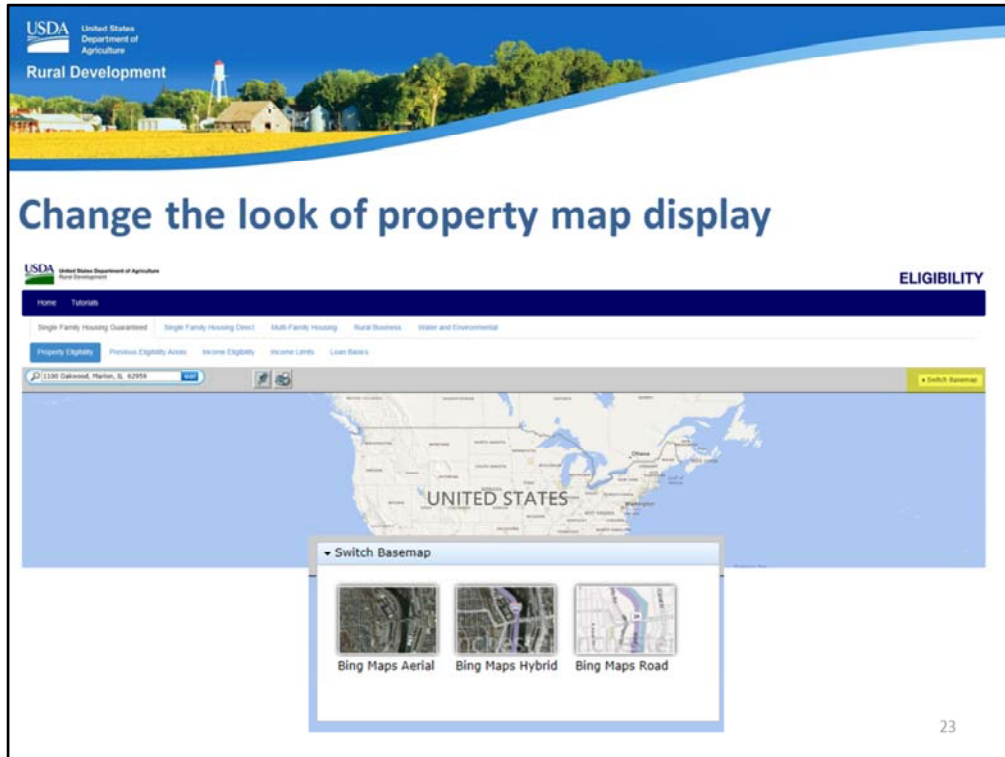 USDA
United States
Department of
Agriculture
Rural Development
Change the look of property map display
USDA United States Department of Agriculture
Rural Development
ELIGIBILITY
Home Tutorials
Single Family Housing Guaranteed Single Family Housing Direct Multi-Family Housing Rural Business Water and Environmental
Property Eligibility Previous Eligibility Areas Income Eligibility Income Limits Loan Basics
1100 Oakwood, Marion, IL 62959 GO!
Switch Basemap
Ottawa
UNITED STATES
Washington
Switch Basemap
Bing Maps Aerial Bing Maps Hybrid Bing Maps Road
23